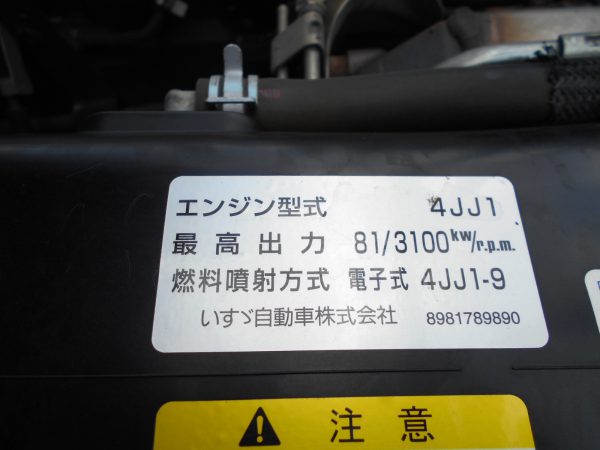 エンジン型式 4JJ1
最高出力 81/3100kW/r.p.m.
燃料噴射方式 電子式 4JJ1-9
いすゞ自動車株式会社 8981789890
注意